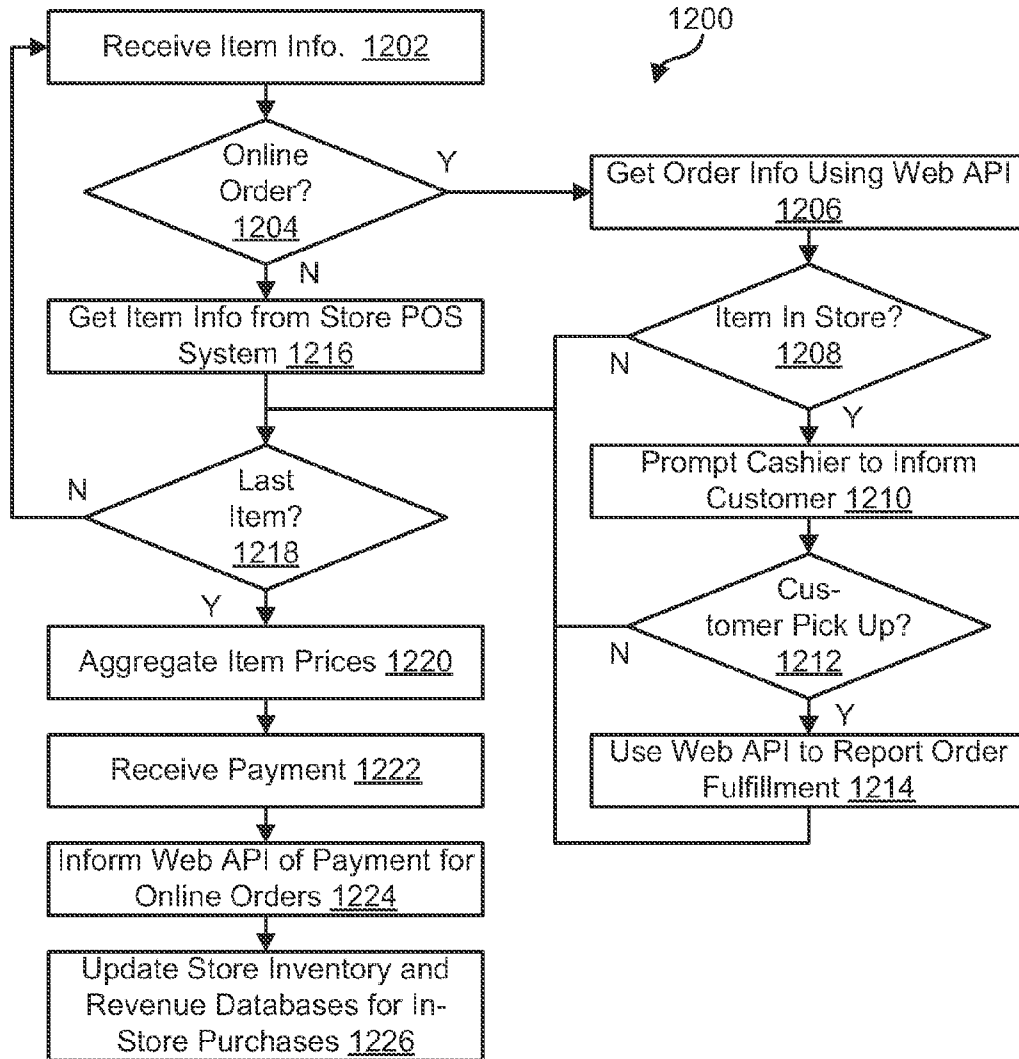 1200
Receive Item Info. 1202
Online
Order?
1204
Y
N
Get Order Info Using Web API
1206
Get Item Info from Store POS
System 1216
Item In Store?
1208
N
Y
Prompt Cashier to Inform
Customer 1210
Last
Item?
1218
N
Y
Cus-
tomer Pick Up?
1212
N
Y
Aggregate Item Prices 1220
Use Web API to Report Order
Fulfillment 1214
Receive Payment 1222
Inform Web API of Payment for
Online Orders 1224
Update Store Inventory and
Revenue Databases for In-
Store Purchases 1226